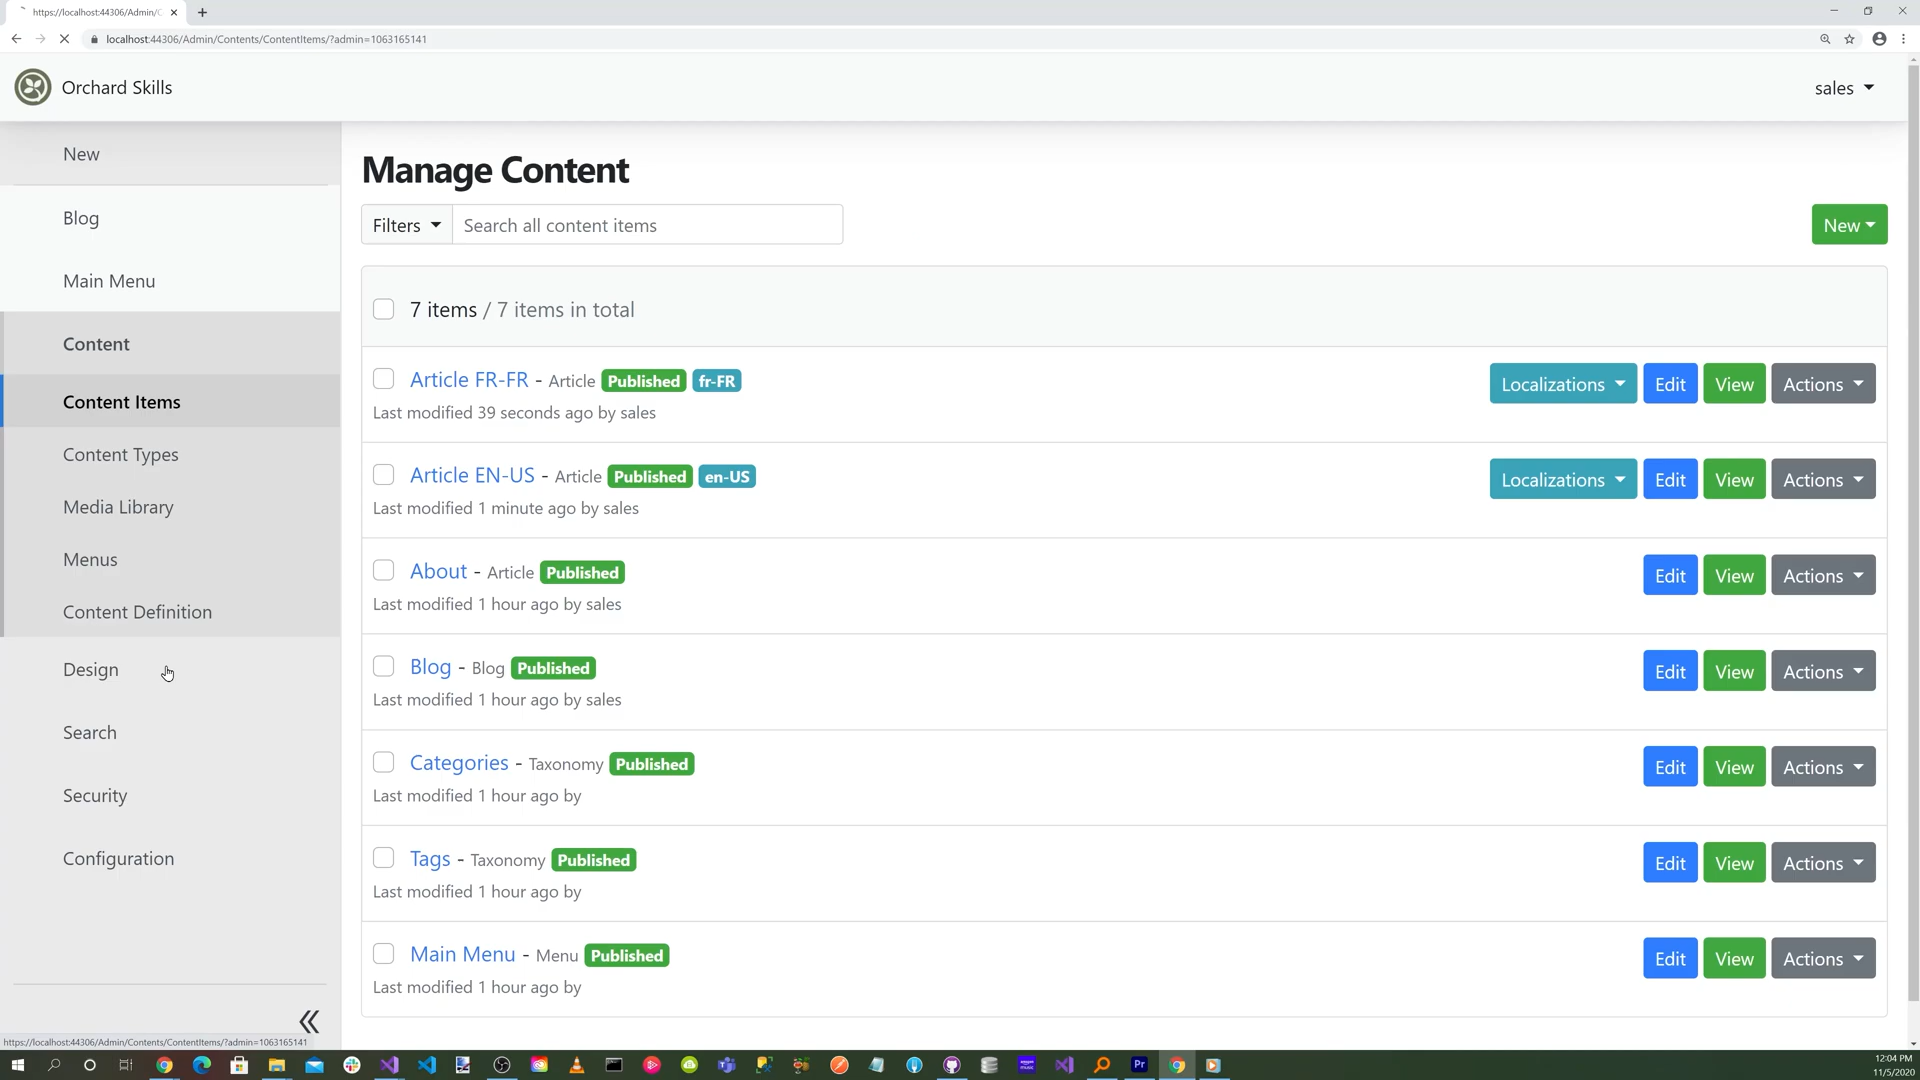 https://localhost:44306/Admin/C
localhost:44306/Admin/Contents/ContentItems/?admin=1063165141
Orchard Skills
sales
New
Blog
Main Menu
Content
Content Items
Content Types
Media Library
Menus
Content Definition
Design
Search
Security
Configuration
Manage Content
Filters
Search all content items
New
7 items / 7 items in total
Article FR-FR - Article Published fr-FR
Localizations Edit View Actions
Last modified 39 seconds ago by sales
Article EN-US - Article Published en-US
Localizations Edit View Actions
Last modified 1 minute ago by sales
About - Article Published
Edit View Actions
Last modified 1 hour ago by sales
Blog - Blog Published
Edit View Actions
Last modified 1 hour ago by sales
Categories - Taxonomy Published
Edit View Actions
Last modified 1 hour ago by
Tags - Taxonomy Published
Edit View Actions
Last modified 1 hour ago by
Main Menu - Menu Published
Edit View Actions
Last modified 1 hour ago by
https://localhost:44306/Admin/Contents/ContentItems/?admin=1063165141
Pr
12:04 PM
11/5/2020